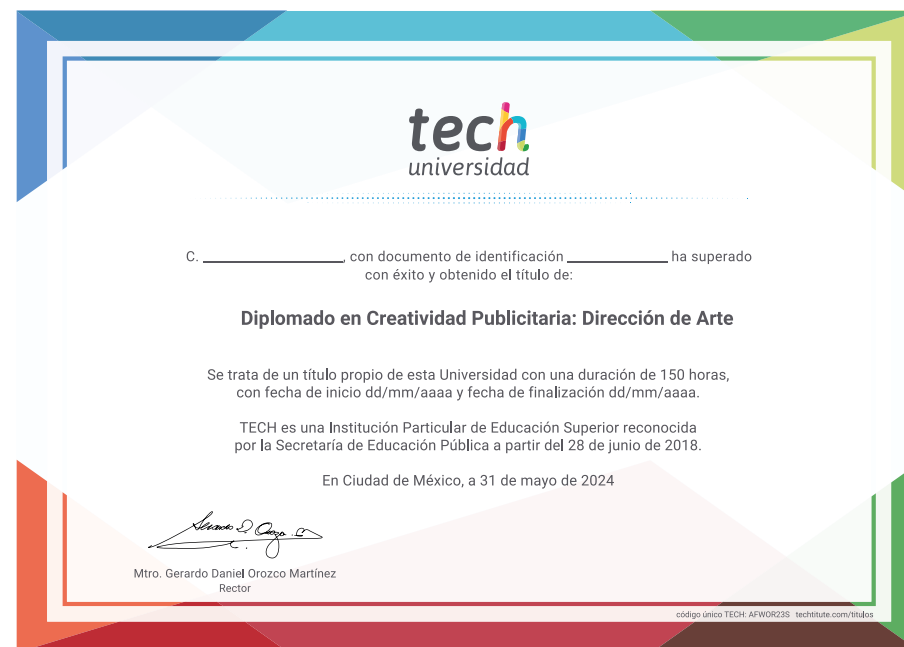 tech
universidad
C. ____________________, con documento de identificación ______________ ha superado
con éxito y obtenido el título de:
Diplomado en Creatividad Publicitaria: Dirección de Arte
Se trata de un título propio de esta Universidad con una duración de 150 horas,
con fecha de inicio dd/mm/aaaa y fecha de finalización dd/mm/aaaa.
TECH es una Institución Particular de Educación Superior reconocida
por la Secretaría de Educación Pública a partir del 28 de junio de 2018.
En Ciudad de México, a 31 de mayo de 2024
Mtro. Gerardo Daniel Orozco Martínez
Rector
código único TECH: AFWOR23S techtitute.com/titulos